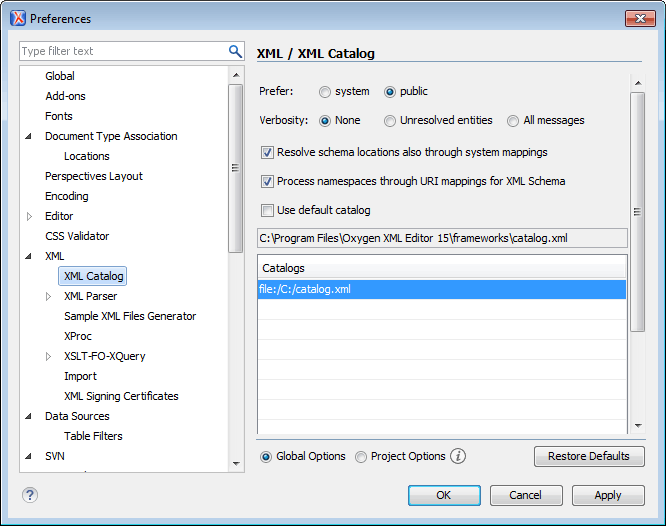 Preferences
Type filter text
Global
Add-ons
Fonts
Document Type Association
Locations
Perspectives Layout
Encoding
Editor
CSS Validator
XML
XML Catalog
XML Parser
Sample XML Files Generator
XProc
XSLT-FO-XQuery
Import
XML Signing Certificates
Data Sources
Table Filters
SVN
XML / XML Catalog
Prefer: system public
Verbosity: None Unresolved entities All messages
Resolve schema locations also through system mappings
Process namespaces through URI mappings for XML Schema
Use default catalog
C:\Program Files\Oxygen XML Editor 15\frameworks\catalog.xml
Catalogs
file:/C:/catalog.xml
Global Options Project Options Restore Defaults
OK Cancel Apply